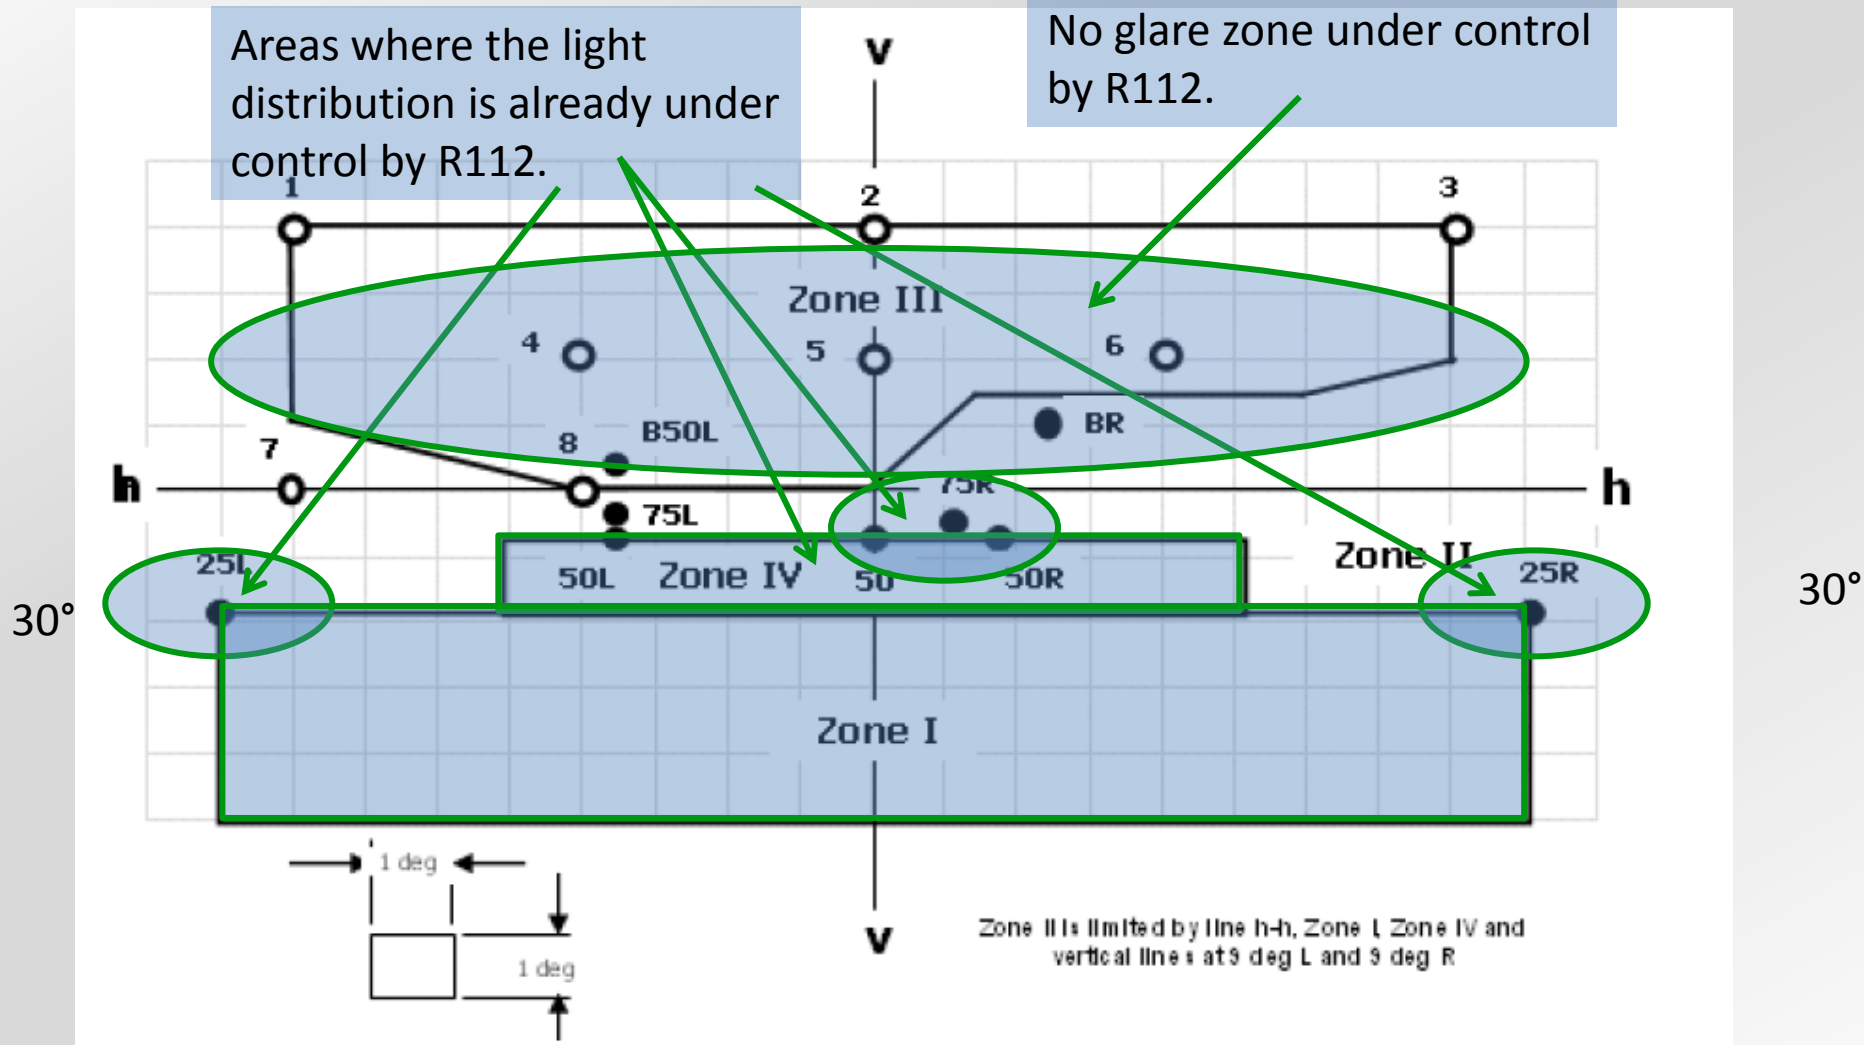 Areas where the light
distribution is already under
control by R112.
No glare zone under control
by R112.
v
1
2
3
Zone III
4
5
6
B50L
BR
7
8
h
h
75R
75L
25L
50L
Zone IV
50
50R
Zone II
25R
30°
30°
Zone I
1 deg
1 deg
v
Zone II is limited by line h-h, Zone I, Zone IV and
vertical lines at 9 deg L and 9 deg R